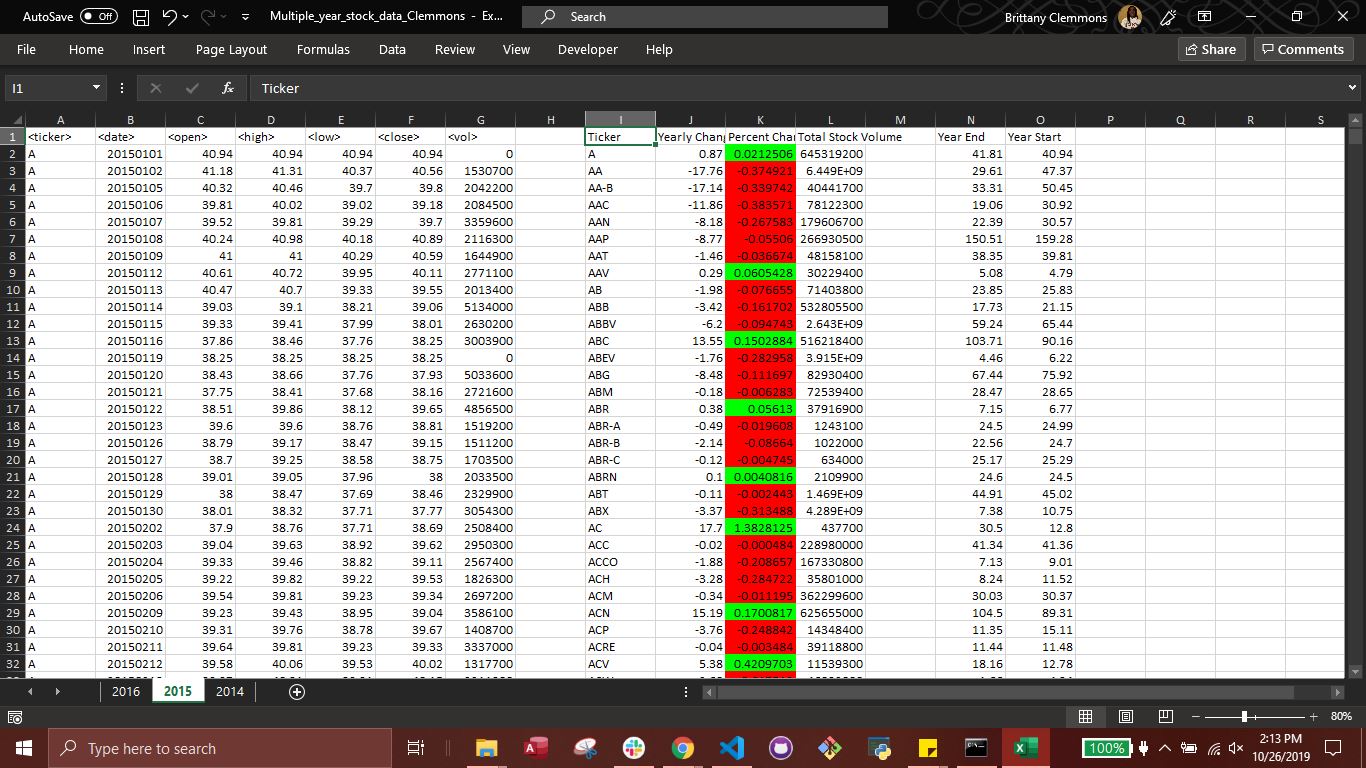 AutoSave Off Multiple_year_stock_data_Clemmons - Ex... Search Brittany Clemmons
File Home Insert Page Layout Formulas Data Review View Developer Help Share Comments
I1 fx Ticker
A B C D E F G H I J K L M N O P Q R S
1 <ticker> <date> <open> <high> <low> <close> <vol> Ticker Yearly Chang Percent Chan Total Stock Volume Year End Year Start
2 A 20150101 40.94 40.94 40.94 40.94 0 A 0.87 0.0212506 645319200 41.81 40.94
3 A 20150102 41.18 41.31 40.37 40.56 1530700 AA -17.76 -0.374921 6.449E+09 29.61 47.37
4 A 20150105 40.32 40.46 39.7 39.8 2042200 AA-B -17.14 -0.339742 40441700 33.31 50.45
5 A 20150106 39.81 40.02 39.02 39.18 2084500 AAC -11.86 -0.383571 78122300 19.06 30.92
6 A 20150107 39.52 39.81 39.29 39.7 3359600 AAN -8.18 -0.267583 179606700 22.39 30.57
7 A 20150108 40.24 40.98 40.18 40.89 2116300 AAP -8.77 -0.05506 266930500 150.51 159.28
8 A 20150109 41 41 40.29 40.59 1644900 AAT -1.46 -0.036674 48158100 38.35 39.81
9 A 20150112 40.61 40.72 39.95 40.11 2771100 AAV 0.29 0.0605428 30229400 5.08 4.79
10 A 20150113 40.47 40.7 39.33 39.55 2013400 AB -1.98 -0.076655 71403800 23.85 25.83
11 A 20150114 39.03 39.1 38.21 39.06 5134000 ABB -3.42 -0.161702 532805500 17.73 21.15
12 A 20150115 39.33 39.41 37.99 38.01 2630200 ABBV -6.2 -0.094743 2.643E+09 59.24 65.44
13 A 20150116 37.86 38.46 37.76 38.25 3003900 ABC 13.55 0.1502884 516218400 103.71 90.16
14 A 20150119 38.25 38.25 38.25 38.25 0 ABEV -1.76 -0.282958 3.915E+09 4.46 6.22
15 A 20150120 38.43 38.66 37.76 37.93 5033600 ABG -8.48 -0.111697 82930400 67.44 75.92
16 A 20150121 37.75 38.41 37.68 38.16 2721600 ABM -0.18 -0.006283 72539400 28.47 28.65
17 A 20150122 38.51 39.86 38.12 39.65 4856500 ABR 0.38 0.05613 37916900 7.15 6.77
18 A 20150123 39.6 39.6 38.76 38.81 1519200 ABR-A -0.49 -0.019608 1243100 24.5 24.99
19 A 20150126 38.79 39.17 38.47 39.15 1511200 ABR-B -2.14 -0.08664 1022000 22.56 24.7
20 A 20150127 38.7 39.25 38.58 38.75 1703500 ABR-C -0.12 -0.004745 634000 25.17 25.29
21 A 20150128 39.01 39.05 37.96 38 2033500 ABRN 0.1 0.0040816 2109900 24.6 24.5
22 A 20150129 38 38.47 37.69 38.46 2329900 ABT -0.11 -0.002443 1.469E+09 44.91 45.02
23 A 20150130 38.01 38.32 37.71 37.77 3054300 ABX -3.37 -0.313488 4.289E+09 7.38 10.75
24 A 20150202 37.9 38.76 37.71 38.69 2508400 AC 17.7 1.3828125 437700 30.5 12.8
25 A 20150203 39.04 39.63 38.92 39.62 2950300 ACC -0.02 -0.000484 228980000 41.34 41.36
26 A 20150204 39.33 39.46 38.82 39.11 2567400 ACCO -1.88 -0.208657 167330800 7.13 9.01
27 A 20150205 39.22 39.82 39.22 39.53 1826300 ACH -3.28 -0.284722 35801000 8.24 11.52
28 A 20150206 39.54 39.81 39.23 39.34 2697200 ACM -0.34 -0.011195 362299600 30.03 30.37
29 A 20150209 39.23 39.43 38.95 39.04 3586100 ACN 15.19 0.1700817 625655000 104.5 89.31
30 A 20150210 39.31 39.76 38.78 39.67 1408700 ACP -3.76 -0.248842 14348400 11.35 15.11
31 A 20150211 39.64 39.81 39.23 39.33 3337000 ACRE -0.04 -0.003484 39118800 11.44 11.48
32 A 20150212 39.58 40.06 39.53 40.02 1317700 ACV 5.38 0.4209703 11539300 18.16 12.78
2016 2015 2014
80%
Type here to search 100% 2:13 PM
10/26/2019